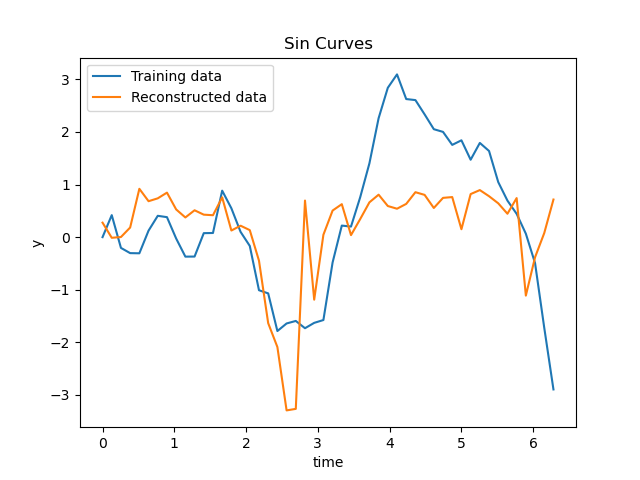 Sin Curves
Training data
Reconstructed data
3
2
1
0
−1
−2
−3
y
0 1 2 3 4 5 6
time